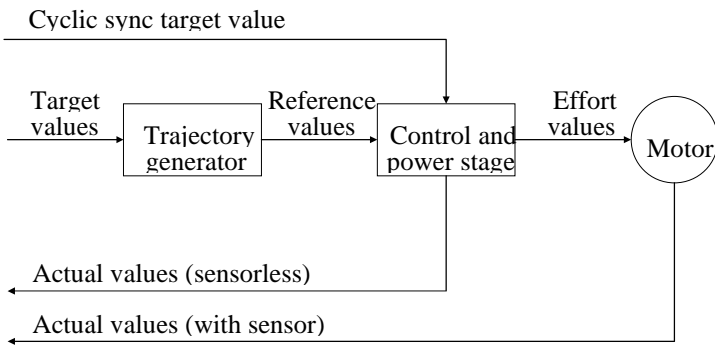 Cyclic sync target value
Target
values
Trajectory
generator
Reference
values
Control and
power stage
Effort
values
Motor
Actual values (sensorless)
Actual values (with sensor)